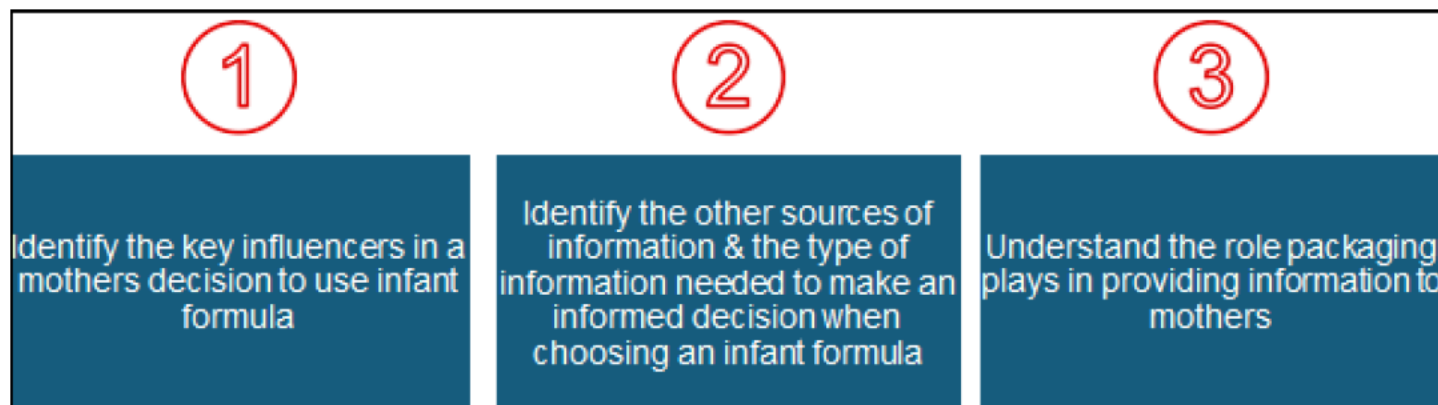 1
2
3
Identify the key influencers in a
mothers decision to use infant
formula
Identify the other sources of
information & the type of
information needed to make an
informed decision when
choosing an infant formula
Understand the role packaging
plays in providing information to
mothers